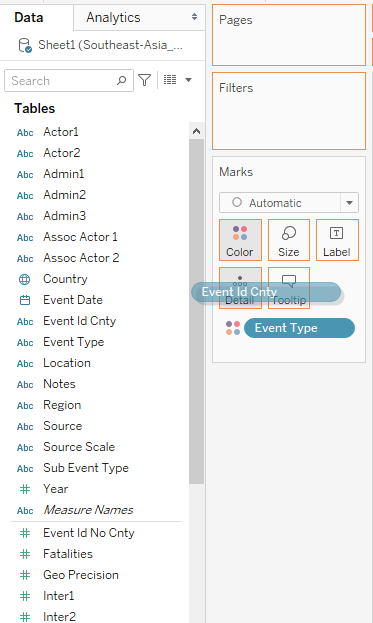 Data
Analytics
Sheet1 (Southeast-Asia_...
Search
Tables
Abc Actor1
Abc Actor2
Abc Admin1
Abc Admin2
Abc Admin3
Abc Assoc Actor 1
Abc Assoc Actor 2
Country
Event Date
Abc Event Id Cnty
Abc Event Type
Abc Location
Abc Notes
Abc Region
Abc Source
Abc Source Scale
Abc Sub Event Type
# Year
Abc Measure Names
# Event Id No Cnty
# Fatalities
# Geo Precision
# Inter1
# Inter2
Pages
Filters
Marks
Automatic
Color
Size
T
Label
Event Id Cnty
Detail
Tooltip
Event Type